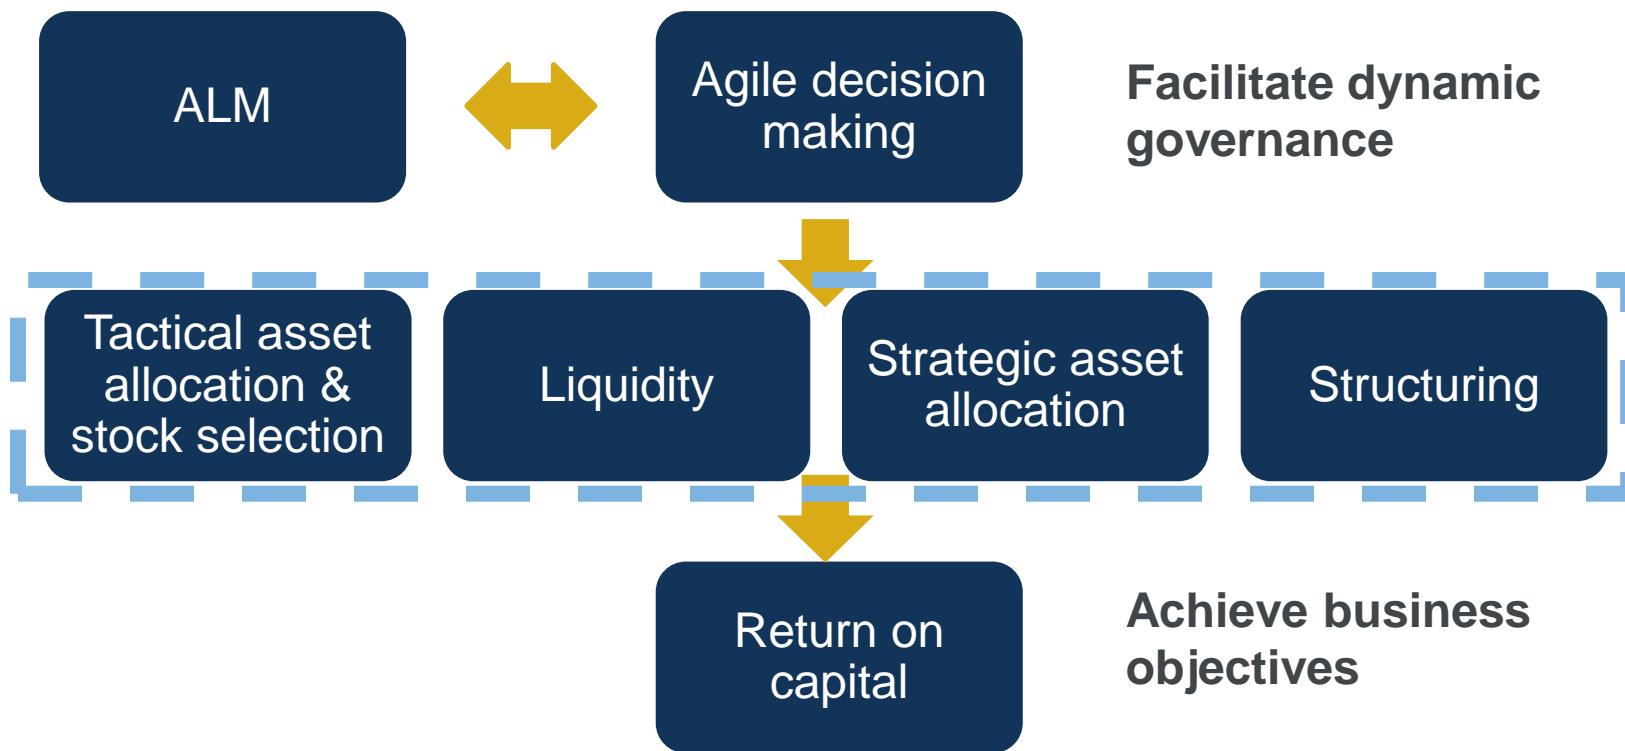 ALM
Agile decision
making
Facilitate dynamic
governance
Tactical asset
allocation &
stock selection
Liquidity
Strategic asset
allocation
Structuring
Return on
capital
Achieve business
objectives